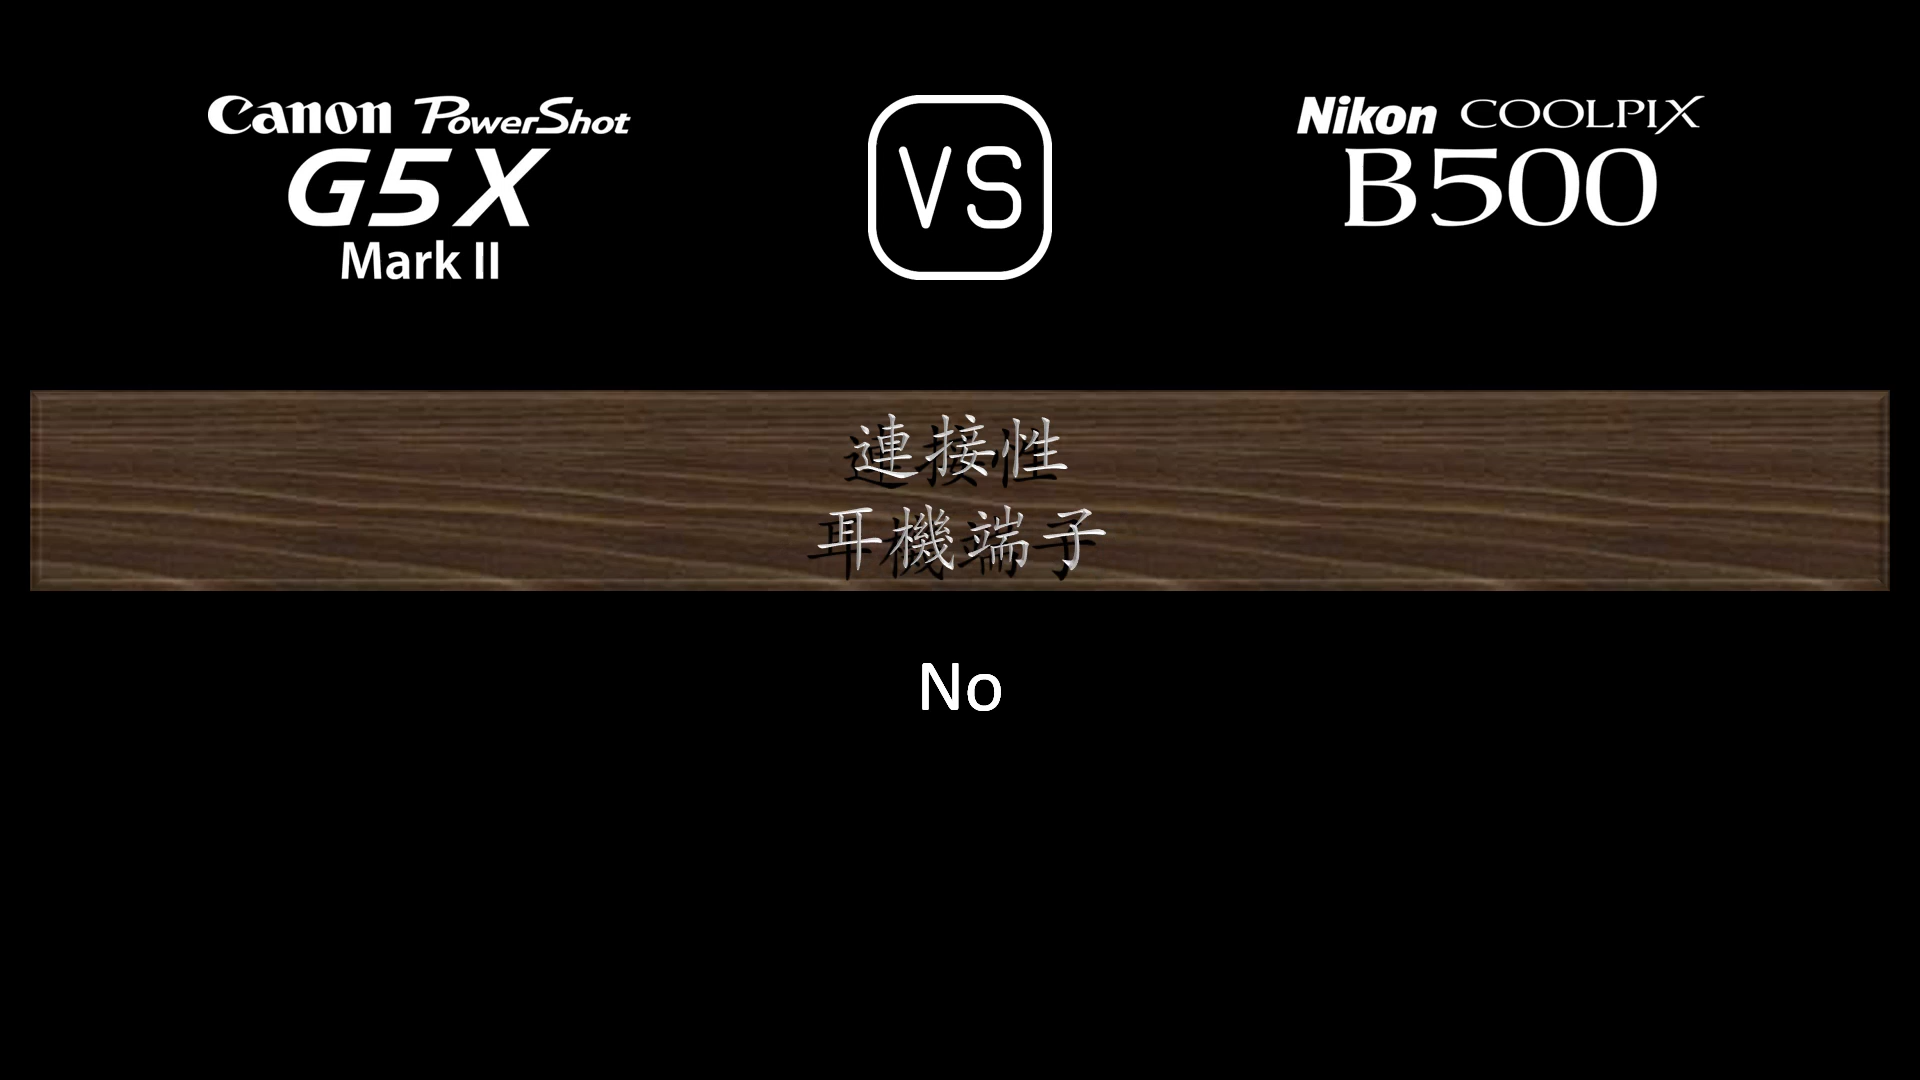 Canon PowerShot
G5X
Mark II
VS
Nikon COOLPIX
B500
連接性
耳機端子
No